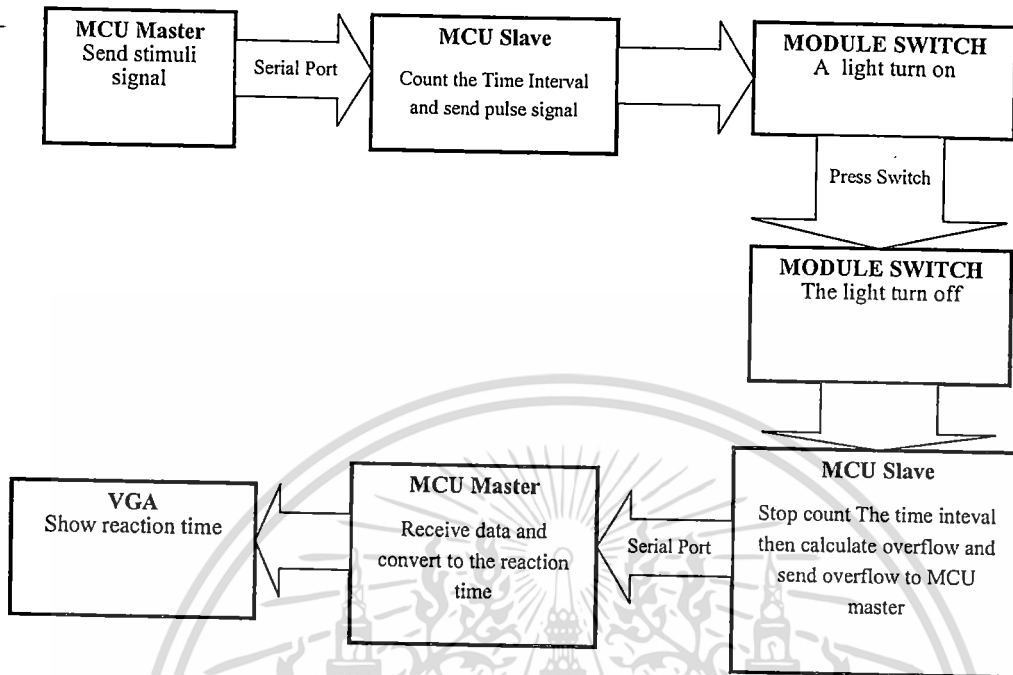 MCU Master
Send stimuli
signal
Serial Port
MCU Slave
Count the Time Interval
and send pulse signal
MODULE SWITCH
A light turn on
Press Switch
MODULE SWITCH
The light turn off
MCU Slave
Stop count The time inteval
then calculate overflow and
send overflow to MCU
master
Serial Port
MCU Master
Receive data and
convert to the reaction
time
VGA
Show reaction time